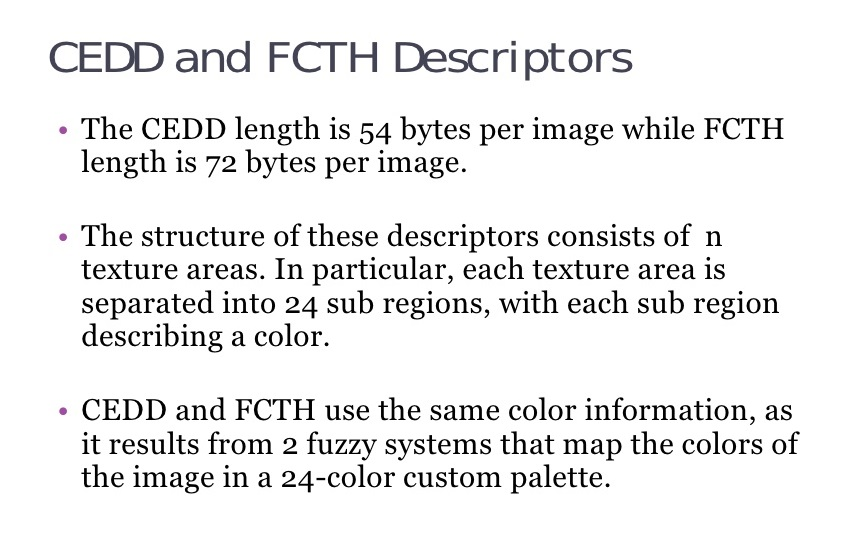 CEDD and FCTH Descriptors
• The CEDD length is 54 bytes per image while FCTH
length is 72 bytes per image.
• The structure of these descriptors consists of  n
texture areas. In particular, each texture area is
separated into 24 sub regions, with each sub region
describing a color.
• CEDD and FCTH use the same color information, as
it results from 2 fuzzy systems that map the colors of
the image in a 24-color custom palette.